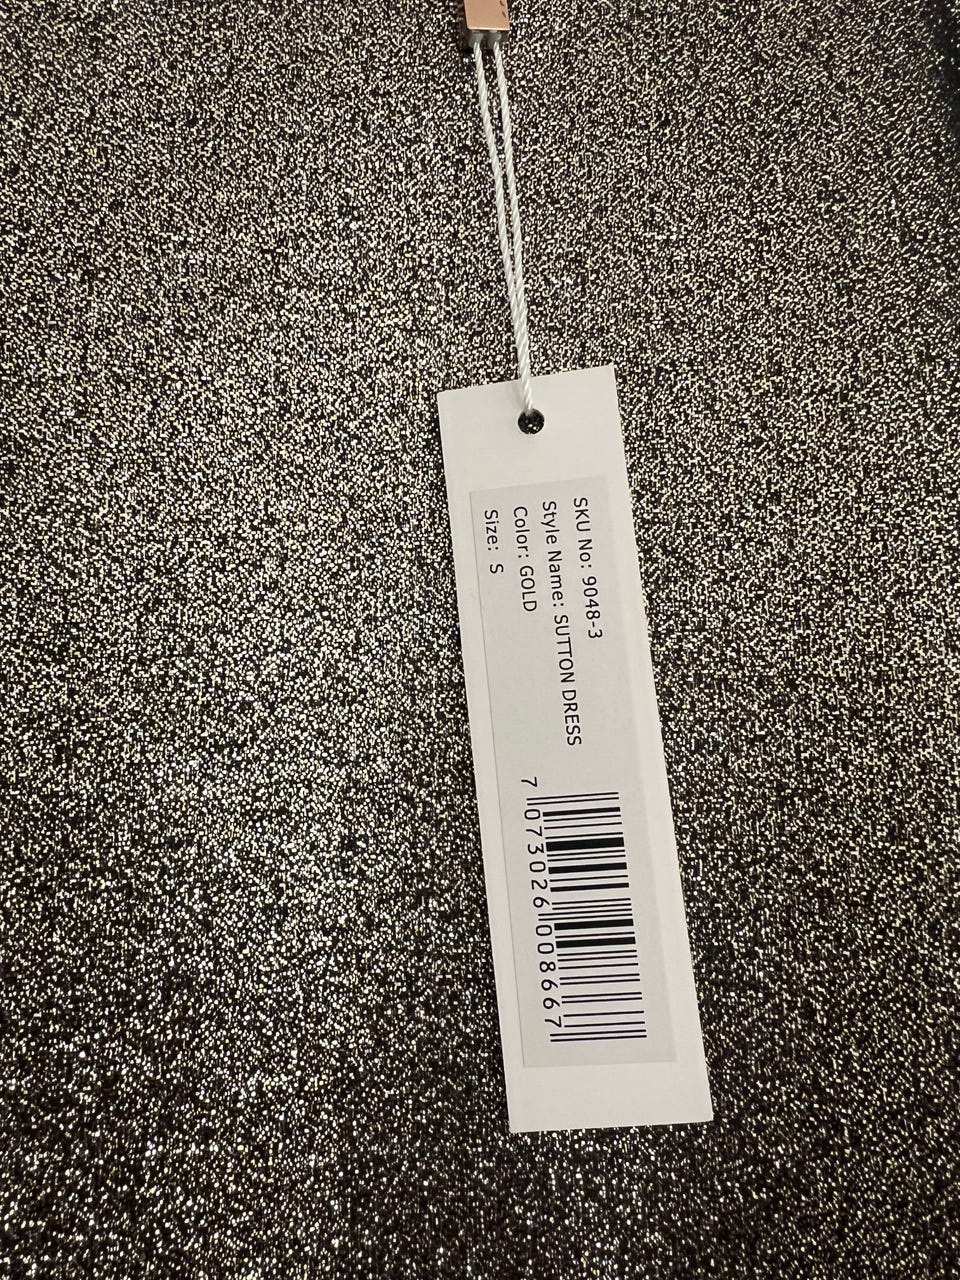 SKU No: 9048-3
Style Name: SUTTON DRESS
Color: GOLD
Size: S
7 073026 008667